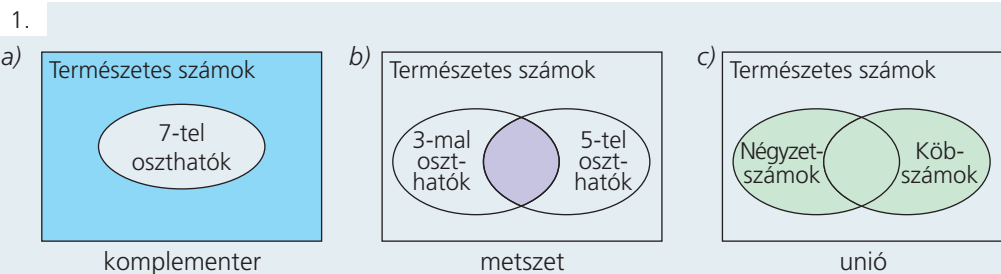 1.
a)
Természetes számok
7-tel
oszthatók
komplementer
b)
Természetes számok
3-mal
oszt-
hatók
5-tel
oszt-
hatók
metszet
c)
Természetes számok
Négyzet-
számok
Köb-
számok
unió